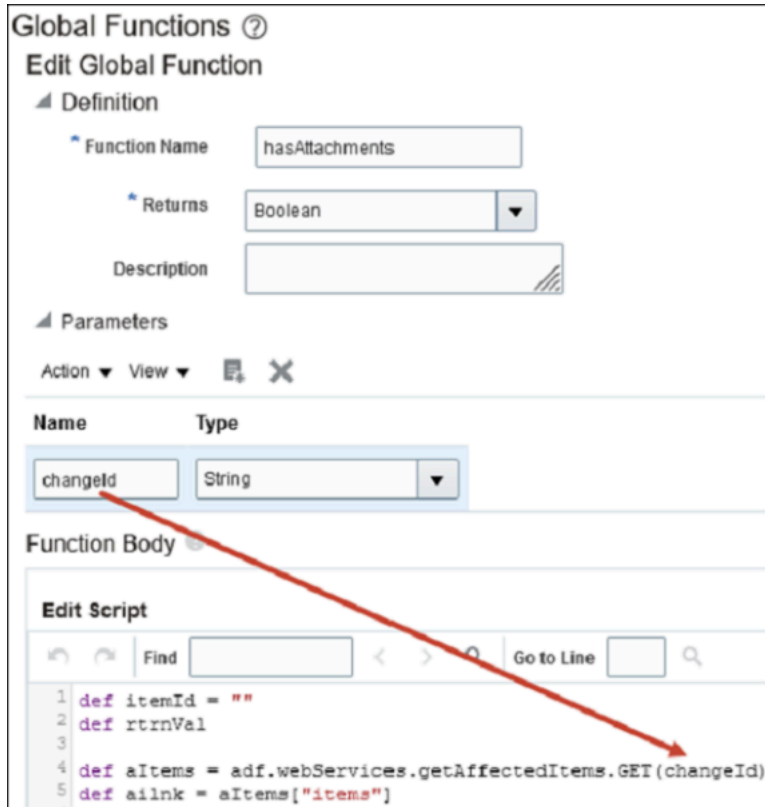 Global Functions ?
Edit Global Function
Definition
* Function Name hasAttachments
* Returns Boolean
Description
Parameters
Action View
Name Type
changeId String
Function Body
Edit Script
Find Go to Line
1 def itemId = ""
2 def rtrnVal
3
4 def aItems = adf.webServices.getAffectedItems.GET(changeId)
5 def ailnk = aItems["items"]